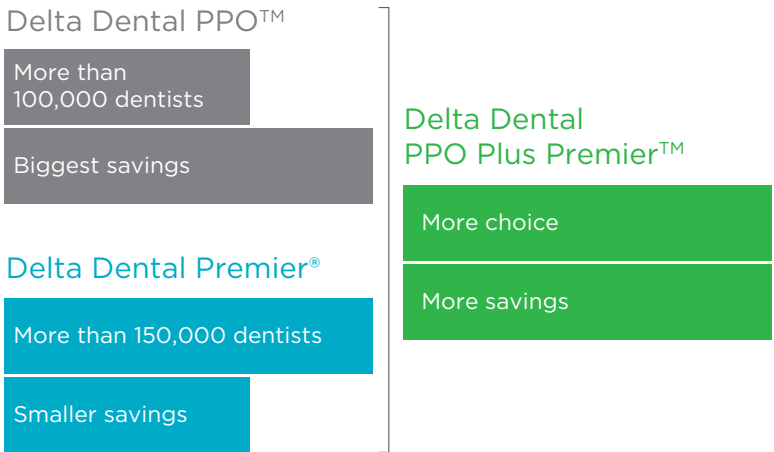 Delta Dental PPO™
More than
100,000 dentists
Biggest savings
Delta Dental Premier®
More than 150,000 dentists
Smaller savings
Delta Dental
PPO Plus Premier™
More choice
More savings